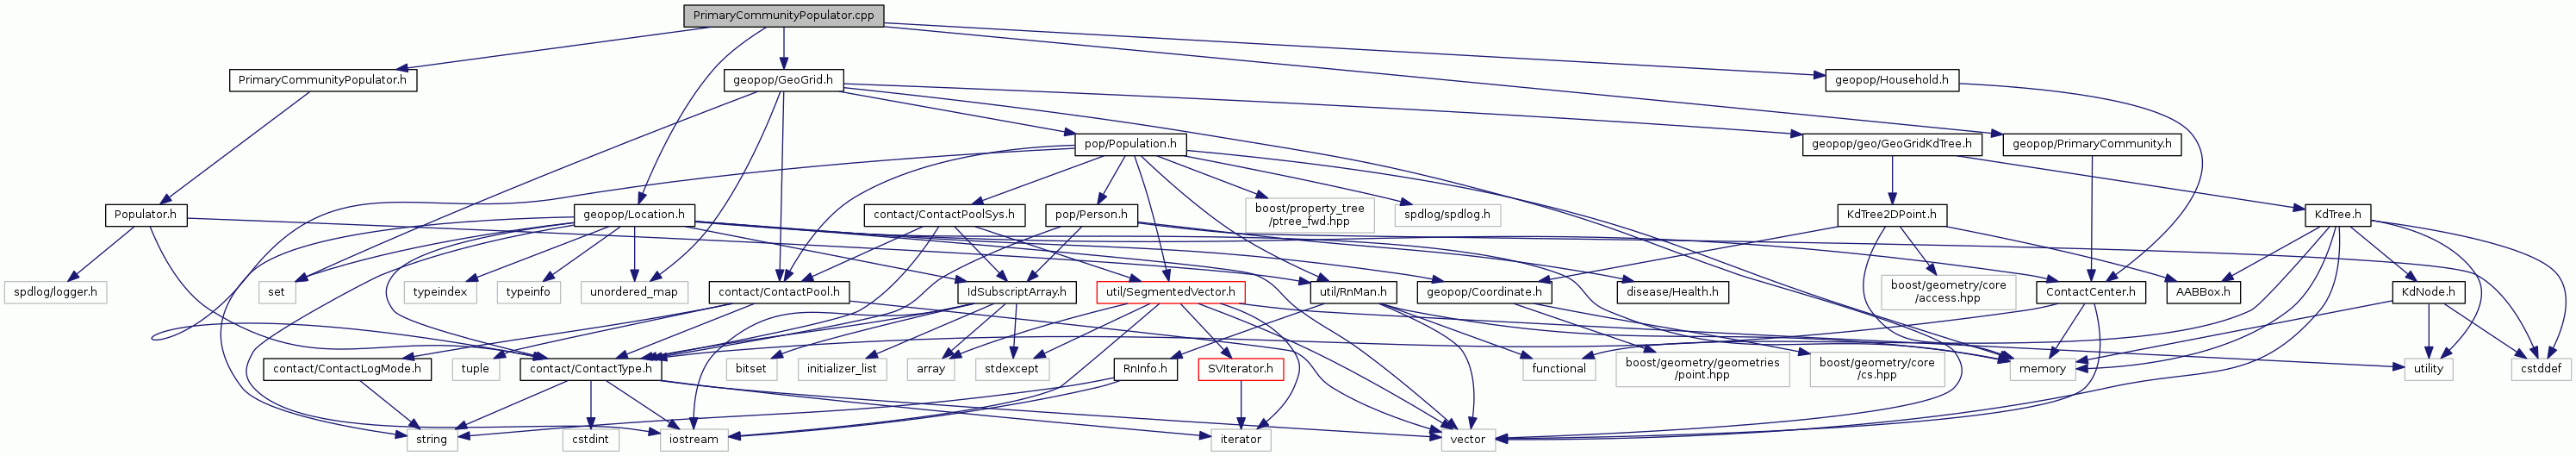 PrimaryCommunityPopulator.cpp
PrimaryCommunityPopulator.h
geopop/GeoGrid.h
geopop/Household.h
pop/Population.h
geopop/geo/GeoGridKdTree.h
geopop/PrimaryCommunity.h
Populator.h
geopop/Location.h
contact/ContactPoolSys.h
pop/Person.h
boost/property_tree
/ptree_fwd.hpp
spdlog/spdlog.h
KdTree2DPoint.h
KdTree.h
spdlog/logger.h
set
typeindex
typeinfo
unordered_map
contact/ContactPool.h
IdSubscriptArray.h
util/SegmentedVector.h
util/RnMan.h
geopop/Coordinate.h
disease/Health.h
boost/geometry/core
/access.hpp
ContactCenter.h
AABBox.h
KdNode.h
contact/ContactLogMode.h
tuple
contact/ContactType.h
bitset
initializer_list
array
stdexcept
RnInfo.h
SVIterator.h
functional
boost/geometry/geometries
/point.hpp
boost/geometry/core
/cs.hpp
memory
utility
cstddef
string
cstdint
iostream
iterator
vector